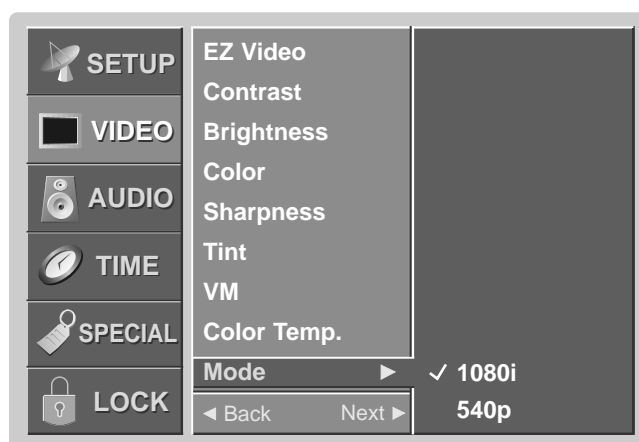 SETUP
VIDEO
AUDIO
TIME
SPECIAL
LOCK
EZ Video
Contrast
Brightness
Color
Sharpness
Tint
VM
Color Temp.
Mode ►
◄ Back Next ►
✓ 1080i
540p